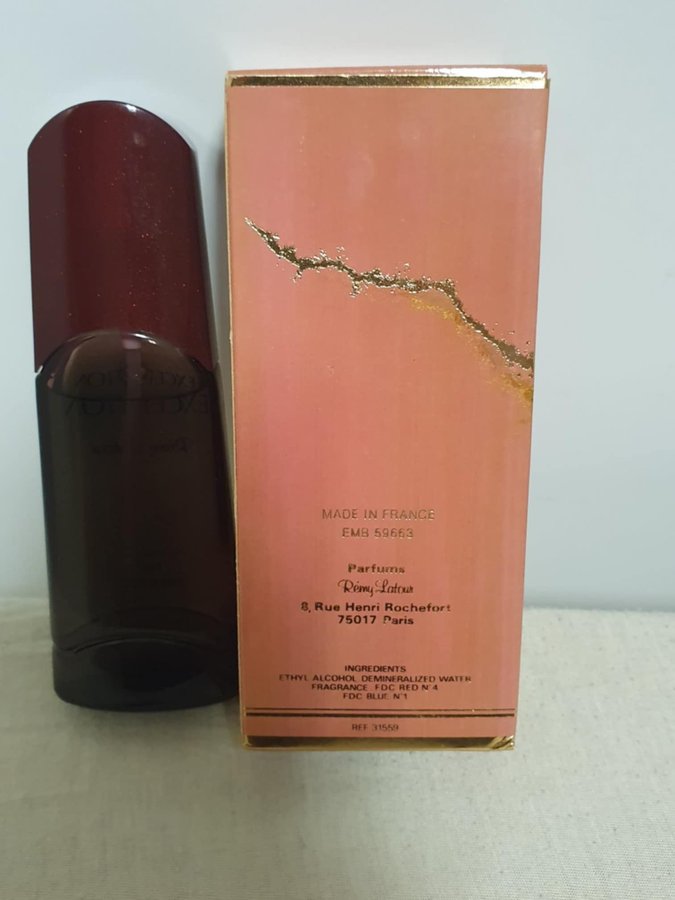 EXCEPTION
MADE IN FRANCE
EMB 59663
Parfums
Rémy Latour
8, Rue Henri Rochefort
75017 Paris
INGREDIENTS
ETHYL ALCOHOL, DEMINERALIZED WATER
FRAGRANCE, FDC RED N°4
FDC BLUE N°1
REF 31559